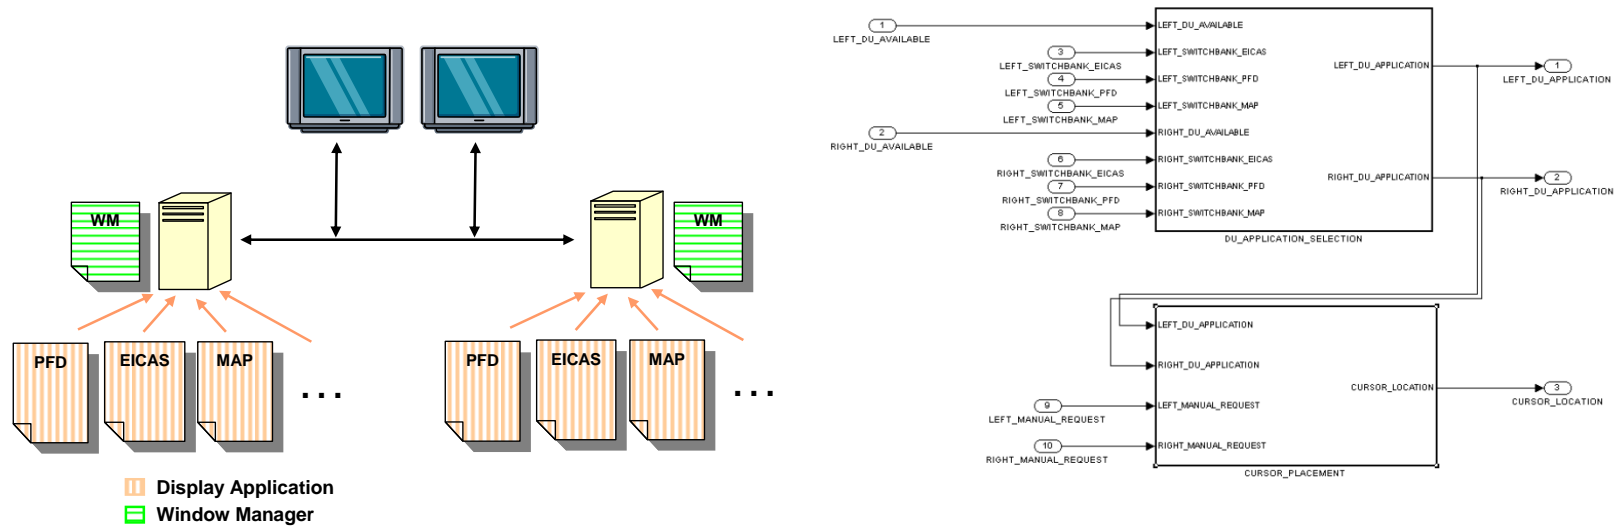 WM
WM
PFD
EICAS
MAP
...
PFD
EICAS
MAP
...
Display Application
Window Manager
1
LEFT_DU_AVAILABLE
3
LEFT_SWITCHBANK_EICAS
4
LEFT_SWITCHBANK_PFD
5
LEFT_SWITCHBANK_MAP
2
RIGHT_DU_AVAILABLE
6
RIGHT_SWITCHBANK_EICAS
7
RIGHT_SWITCHBANK_PFD
8
RIGHT_SWITCHBANK_MAP
LEFT_DU_AVAILABLE
LEFT_SWITCHBANK_EICAS
LEFT_SWITCHBANK_PFD
LEFT_SWITCHBANK_MAP
RIGHT_DU_AVAILABLE
RIGHT_SWITCHBANK_EICAS
RIGHT_SWITCHBANK_PFD
RIGHT_SWITCHBANK_MAP
LEFT_DU_APPLICATION
RIGHT_DU_APPLICATION
DU_APPLICATION_SELECTION
1
LEFT_DU_APPLICATION
2
RIGHT_DU_APPLICATION
9
LEFT_MANUAL_REQUEST
10
RIGHT_MANUAL_REQUEST
LEFT_DU_APPLICATION
RIGHT_DU_APPLICATION
LEFT_MANUAL_REQUEST
RIGHT_MANUAL_REQUEST
CURSOR_LOCATION
CURSOR_PLACEMENT
3
CURSOR_LOCATION